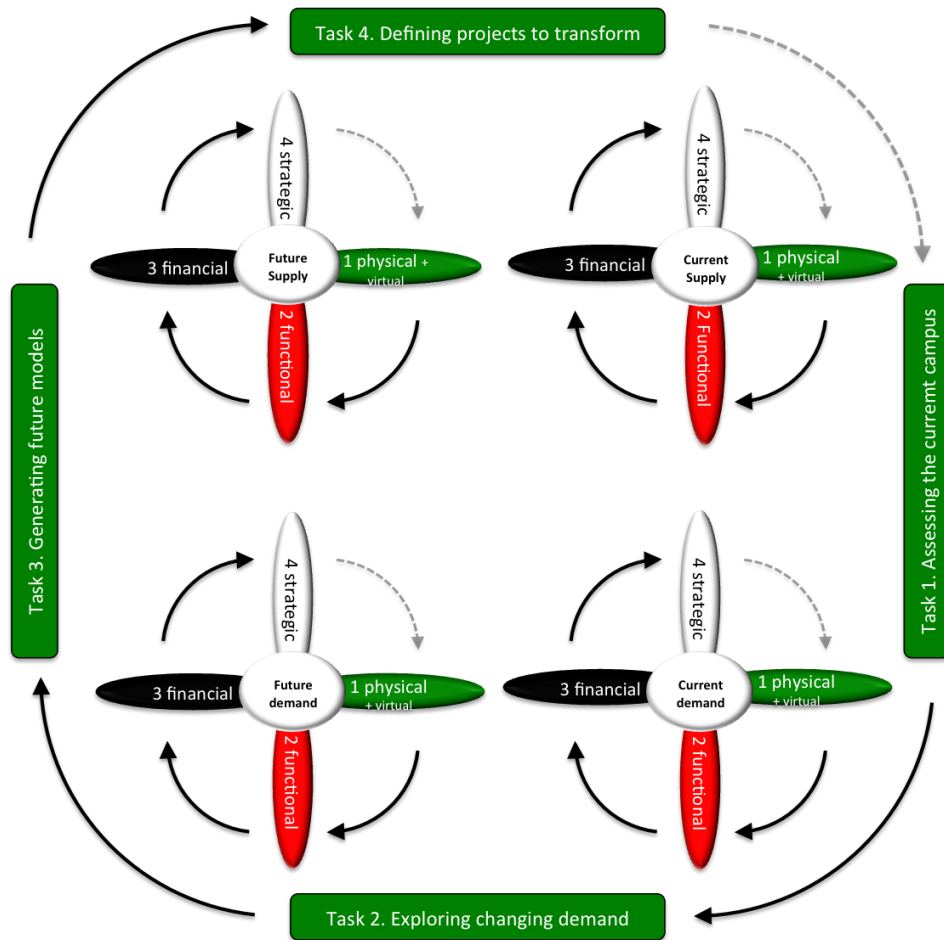 Task 4. Defining projects to transform
4 strategic
3 financial
Future
Supply
1 physical + virtual
2 functional
4 strategic
3 financial
Current
Supply
1 physical
+ virtual
2 Functional
Task 3. Generating future models
Task 1. Assessing the curremt campus
4 strategic
3 financial
Future
demand
1 physical
+ virtual
2 functional
4 strategic
3 financial
Current
demand
1 physical
+ virtual
2 functional
Task 2. Exploring changing demand